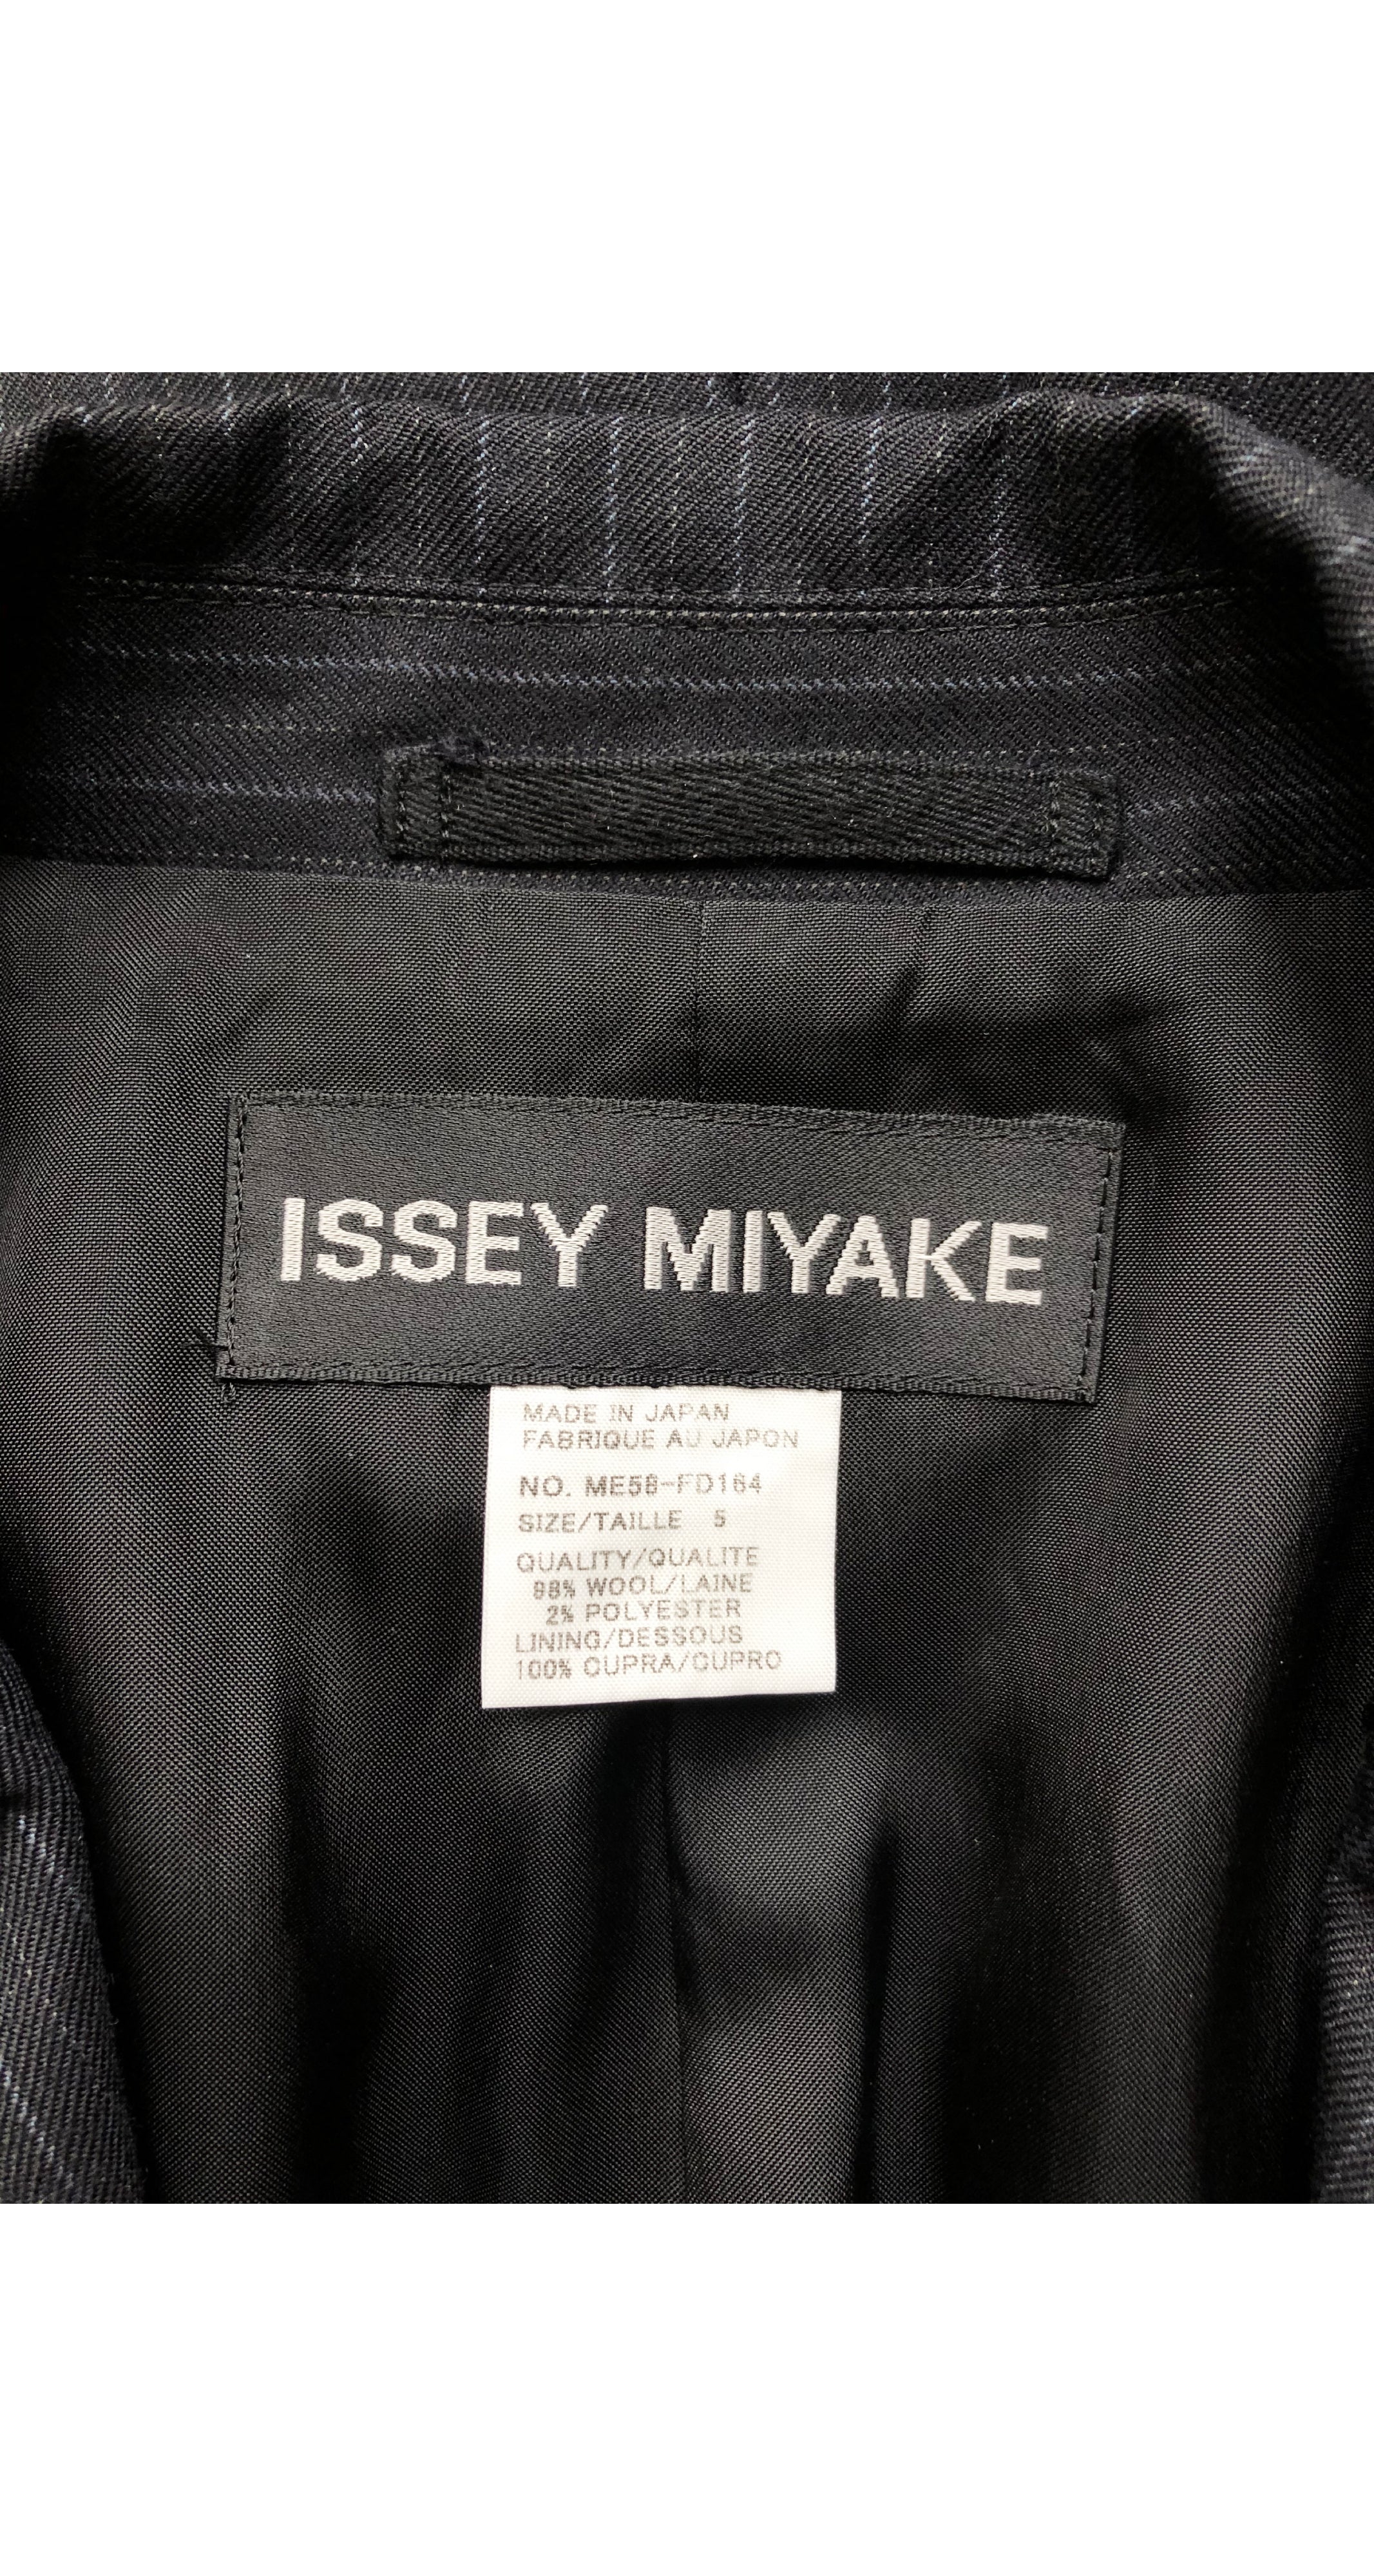 ISSEY MIYAKE
MADE IN JAPAN
FABRIQUE AU JAPON
NO. ME58-FD164
SIZE/TAILLE 5
QUALITY/QUALITE
98% WOOL/LAINE
2% POLYESTER
LINING/DESSOUS
100% CUPRA/CUPRO